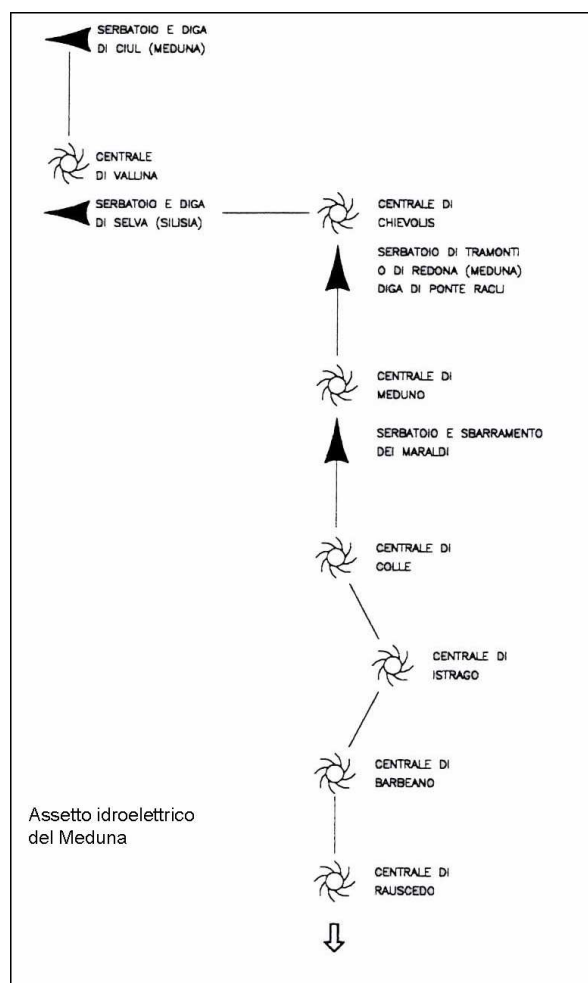 SERBATOIO E DIGA
DI CIUL (MEDUNA)
CENTRALE
DI VALLINA
SERBATOIO E DIGA
DI SELVA (SILISIA)
CENTRALE DI
CHIEVOLIS
SERBATOIO DI TRAMONTI
O DI REDONA (MEDUNA)
DIGA DI PONTE RACLI
CENTRALE DI
MEDUNO
SERBATOIO E SBARRAMENTO
DEI MARALDI
CENTRALE DI
COLLE
CENTRALE DI
ISTRAGO
CENTRALE DI
BARBEANO
Assetto idroelettrico
del Meduna
CENTRALE DI
RAUSCEDO